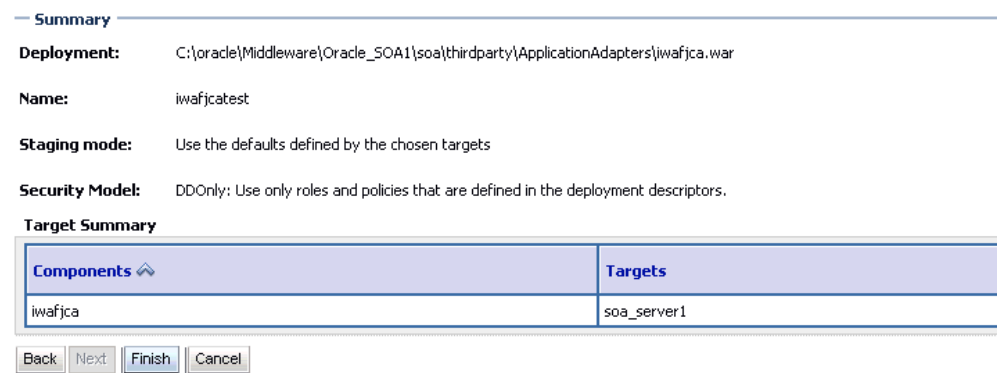 Summary
Deployment: C:\oracle\Middleware\Oracle_SOA1\soa\thirdparty\ApplicationAdapters\iwafjca.war
Name: iwafjcatest
Staging mode: Use the defaults defined by the chosen targets
Security Model: DDOnly: Use only roles and policies that are defined in the deployment descriptors.
Target Summary
Components Targets
iwafjca soa_server1
Back Next Finish Cancel